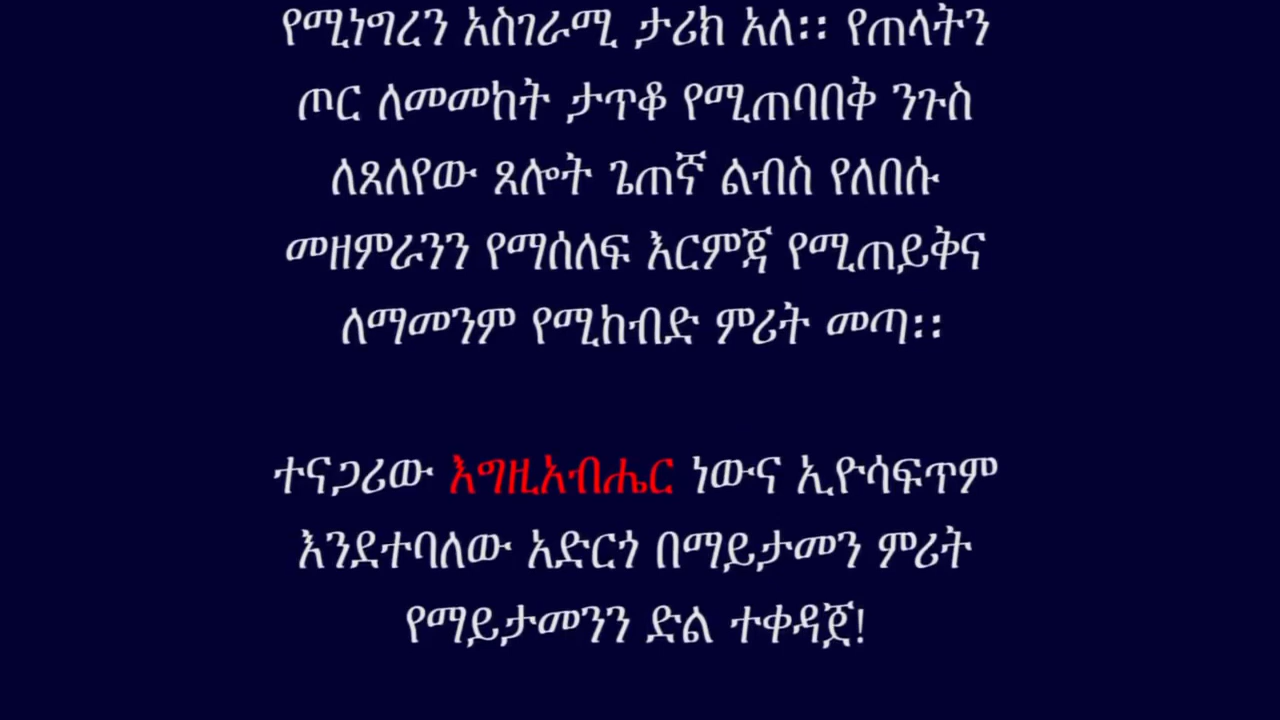 የሚነግረን አስገራሚ ታሪክ አለ፡፡ የጠላትን
ጦር ለመመከት ታጥቆ የሚጠባበቅ ንጉስ
ለጸለየው ጸሎት ጌጠኛ ልብስ የለበሱ
መዘምራንን የማሰለፍ እርምጃ የሚጠይቅና
ለማመንም የሚከብድ ምሪት መጣ፡፡
ተናጋሪው እግዚአብሔር ነውና ኢዮሳፍጥም
እንደተባለው አድርጎ በማይታመን ምሪት
የማይታመንን ድል ተቀዳጀ!